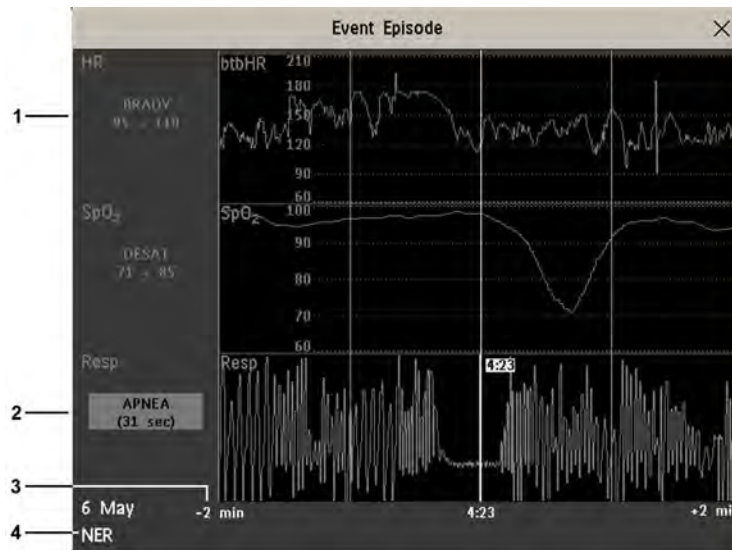 Event Episode
HR
btbHR
210
180
150
120
90
60
1
BRADY
95 < 110
SpO₂
SpO₂
100
90
80
70
60
DESAT
71 < 85
Resp
Resp
4:23
2
APNEA
(31 sec)
3
6 May
-2 min
4:23
+2 mi
4
NER